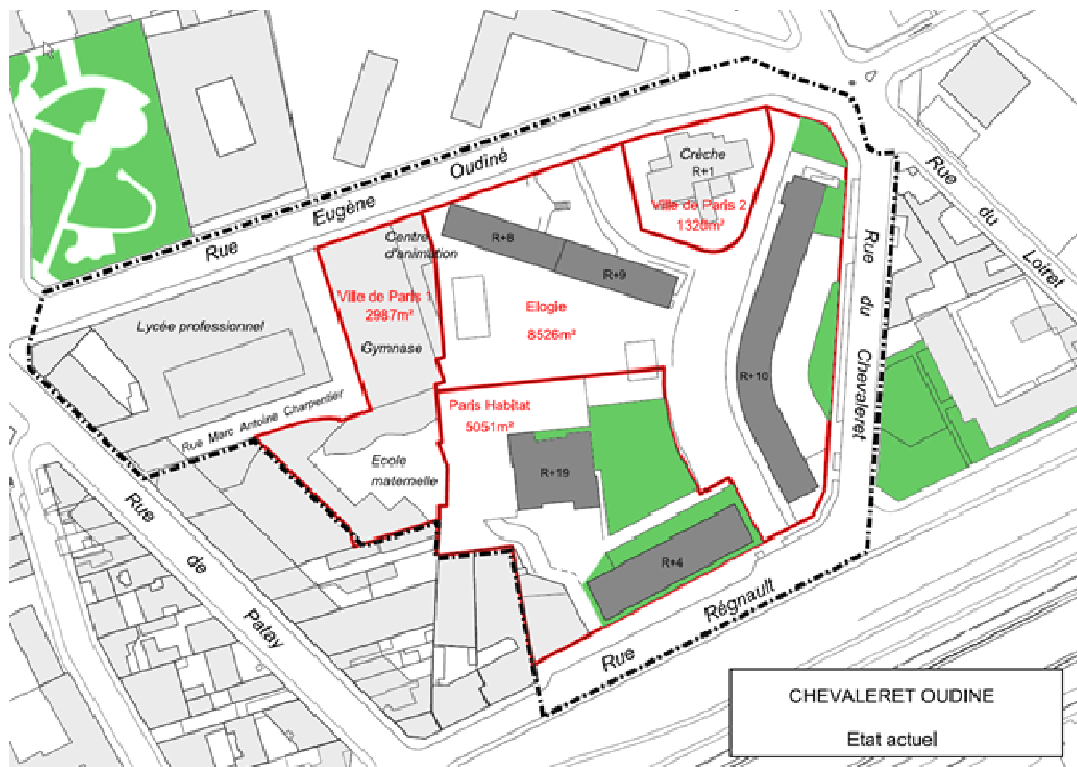 Rue Eugène Oudiné
Crèche
R+1
Ville de Paris 2
1326m²
Rue du Loiret
Centre
d'animation
R+8
R+9
Rue du Chevaleret
Ville de Paris 1
2987m²
Elogie
8526m²
Lycée professionnel
Gymnase
R+10
Rue Marc Antoine Charpentier
Paris Habitat
5051m²
Ecole
maternelle
R+19
Rue de Patay
R+4
Rue Régnault
CHEVALERET OUDINE
Etat actuel